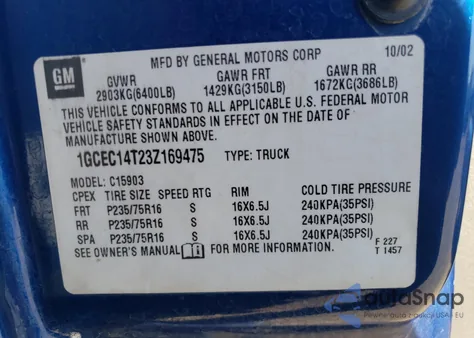 GM
MFD BY GENERAL MOTORS CORP 10/02
GVWR GAWR FRT GAWR RR
2903KG(6400LB) 1429KG(3150LB) 1672KG(3686LB)
THIS VEHICLE CONFORMS TO ALL APPLICABLE U.S. FEDERAL MOTOR
VEHICLE SAFETY STANDARDS IN EFFECT ON THE DATE OF
MANUFACTURE SHOWN ABOVE.
1GCEC14T23Z169475 TYPE: TRUCK
MODEL: C15903
CPEX TIRE SIZE SPEED RTG RIM COLD TIRE PRESSURE
FRT P235/75R16 S 16X6.5J 240KPA(35PSI)
RR P235/75R16 S 16X6.5J 240KPA(35PSI)
SPA P235/75R16 S 16X6.5J 240KPA(35PSI)
SEE OWNER'S MANUAL FOR MORE INFORMATION. F 227
T 1457
autoSnap